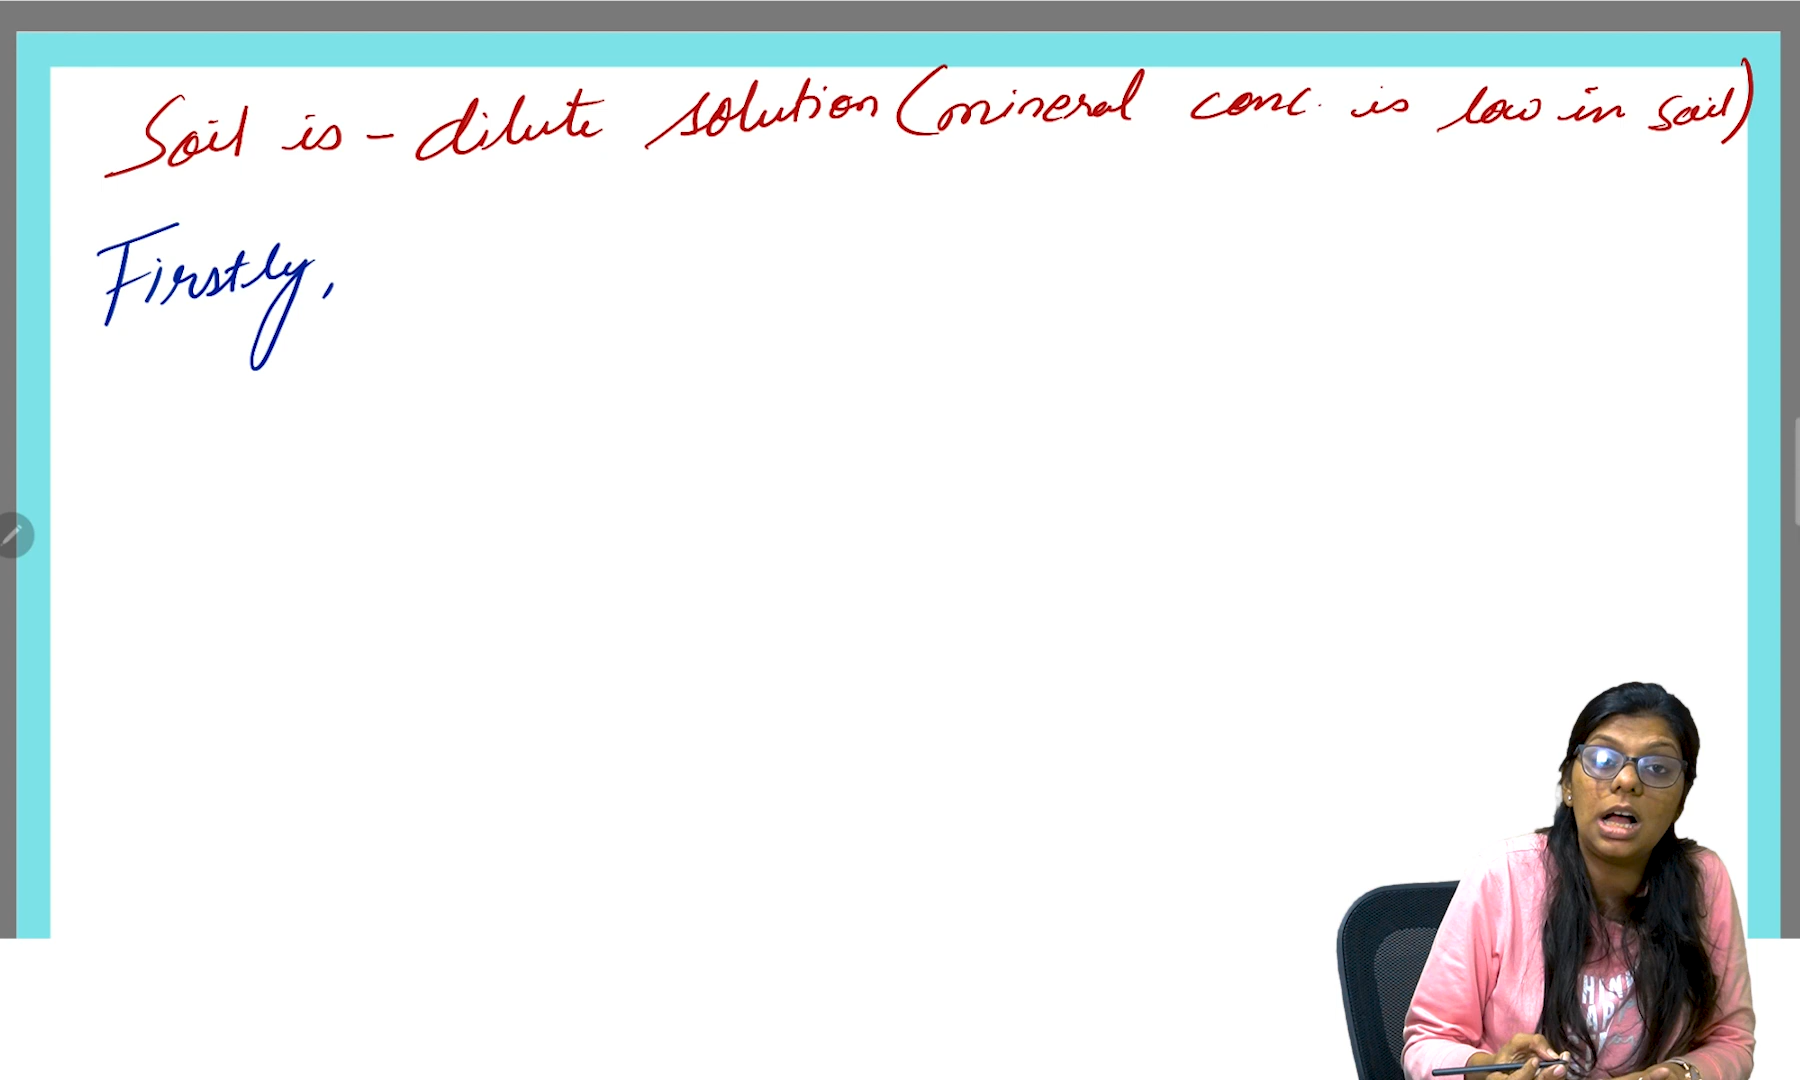 Soil is - dilute solution (mineral conc. is low in soil)
Firstly,